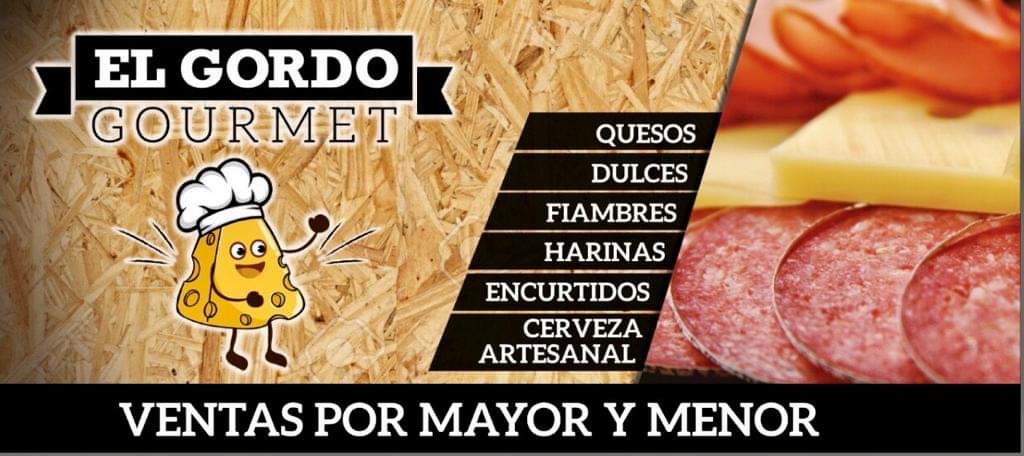 EL GORDO
GOURMET
QUESOS
DULCES
FIAMBRES
HARINAS
ENCURTIDOS
CERVEZA
ARTESANAL
VENTAS POR MAYOR Y MENOR